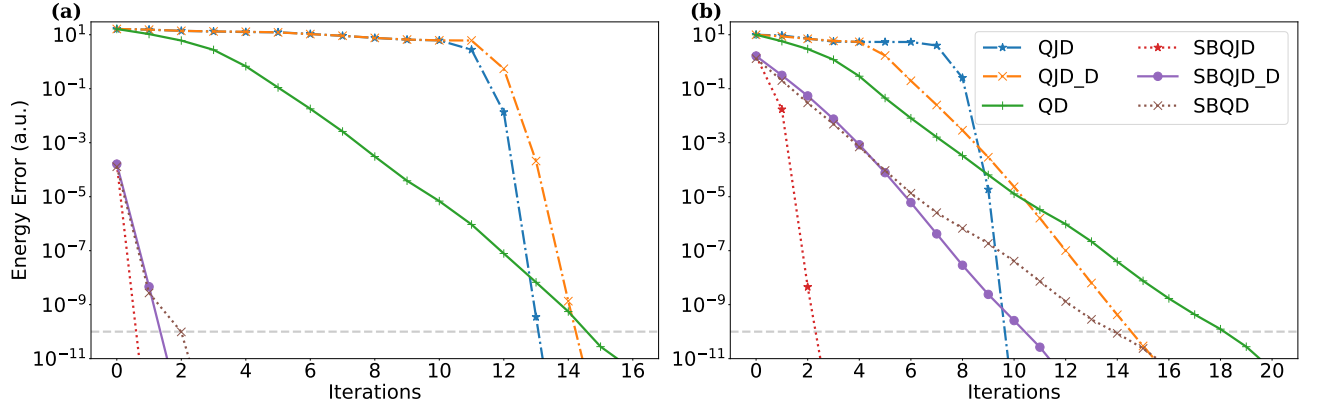 (a)
Energy Error (a.u.)
10^1
10^-1
10^-3
10^-5
10^-7
10^-9
10^-11
0 2 4 6 8 10 12 14 16
Iterations
(b)
QJD
QJD_D
QD
SBQJD
SBQJD_D
SBQD
10^1
10^-1
10^-3
10^-5
10^-7
10^-9
10^-11
0 2 4 6 8 10 12 14 16 18 20
Iterations